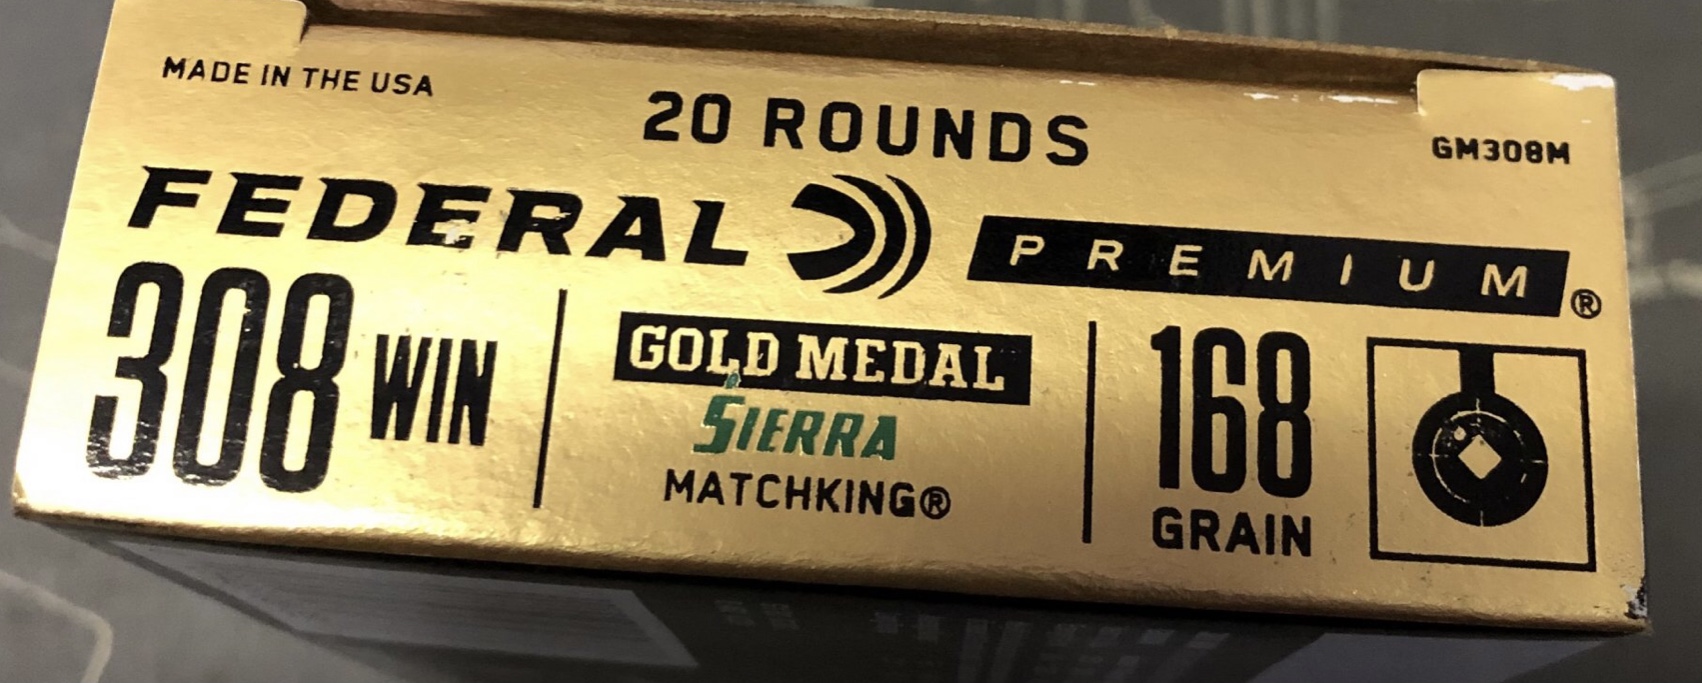 MADE IN THE USA
20 ROUNDS
GM308M
FEDERAL PREMIUM®
308 WIN
GOLD MEDAL
SIERRA
MATCHKING®
168
GRAIN